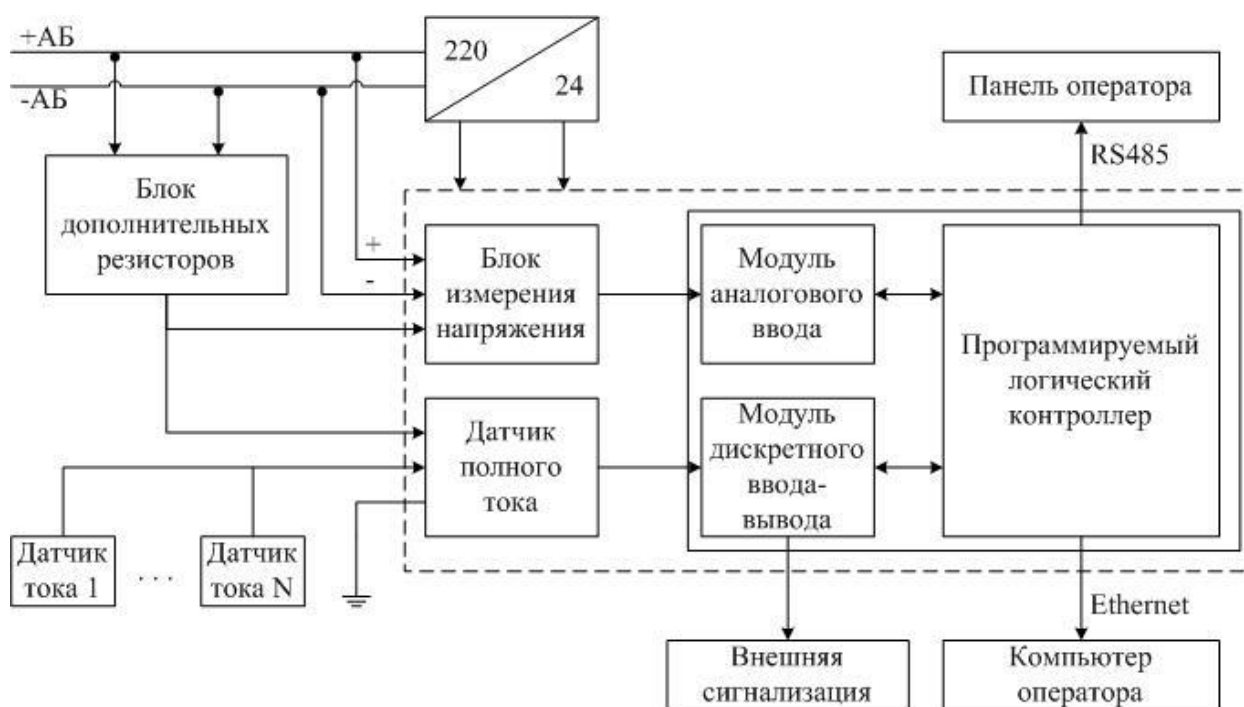 +АБ
-АБ
220
24
Панель оператора
RS485
Блок
дополнительных
резисторов
+
-
Блок
измерения
напряжения
Модуль
аналогового
ввода
Программируемый
логический
контроллер
Датчик
полного
тока
Модуль
дискретного
ввода-
вывода
Датчик
тока 1
. . .
Датчик
тока N
Ethernet
Внешняя
сигнализация
Компьютер
оператора